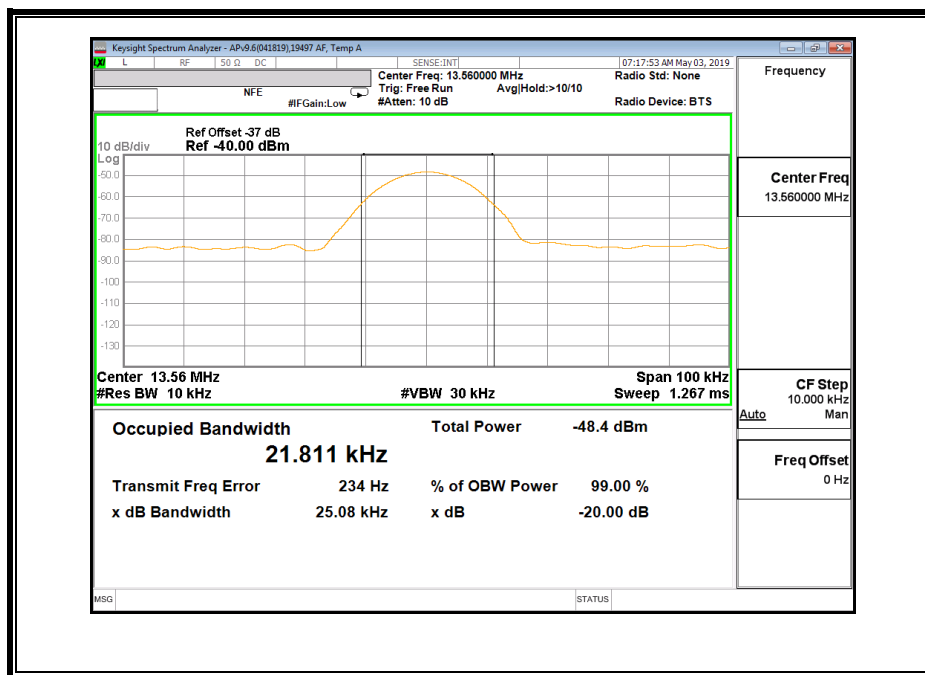 Keysight Spectrum Analyzer - APv9.6(041819),19497 AF, Temp A
LXI L RF 50 Ω DC SENSE:INT 07:17:53 AM May 03, 2019
Center Freq: 13.560000 MHz Radio Std: None
NFE Trig: Free Run Avg|Hold:>10/10
#IFGain:Low #Atten: 10 dB Radio Device: BTS
Ref Offset -37 dB
10 dB/div Ref -40.00 dBm
Log
-50.0
-60.0
-70.0
-80.0
-90.0
-100
-110
-120
-130
Center 13.56 MHz Span 100 kHz
#Res BW 10 kHz #VBW 30 kHz Sweep 1.267 ms
Occupied Bandwidth Total Power -48.4 dBm
21.811 kHz
Transmit Freq Error 234 Hz % of OBW Power 99.00 %
x dB Bandwidth 25.08 kHz x dB -20.00 dB
MSG STATUS
Frequency
Center Freq
13.560000 MHz
CF Step
10.000 kHz
Auto Man
Freq Offset
0 Hz